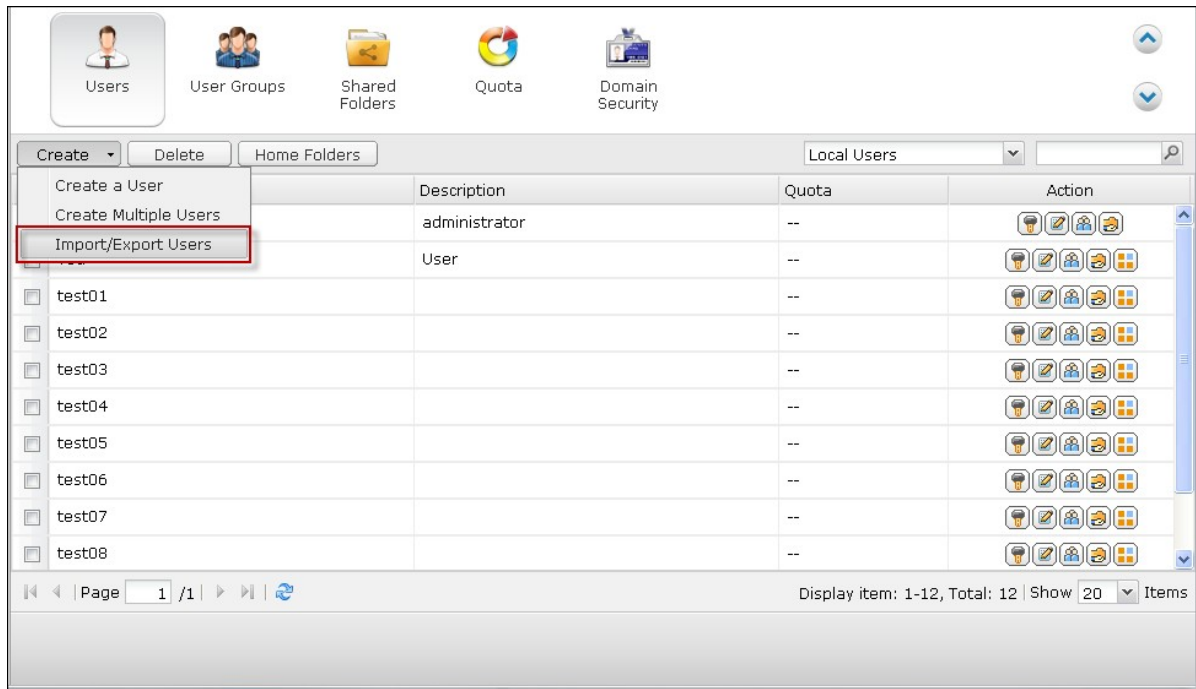 Users
User Groups
Shared
Folders
Quota
Domain
Security
Create
Delete
Home Folders
Local Users
Create a User
Create Multiple Users
Import/Export Users
Description
Quota
Action
administrator
--
User
--
test01
--
test02
--
test03
--
test04
--
test05
--
test06
--
test07
--
test08
--
Page 1 /1
Display item: 1-12, Total: 12 Show 20 Items